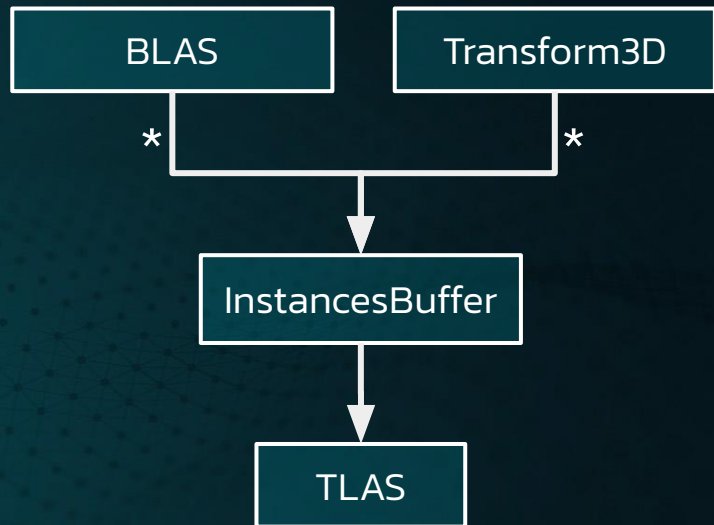 BLAS
Transform3D
*
*
InstancesBuffer
TLAS